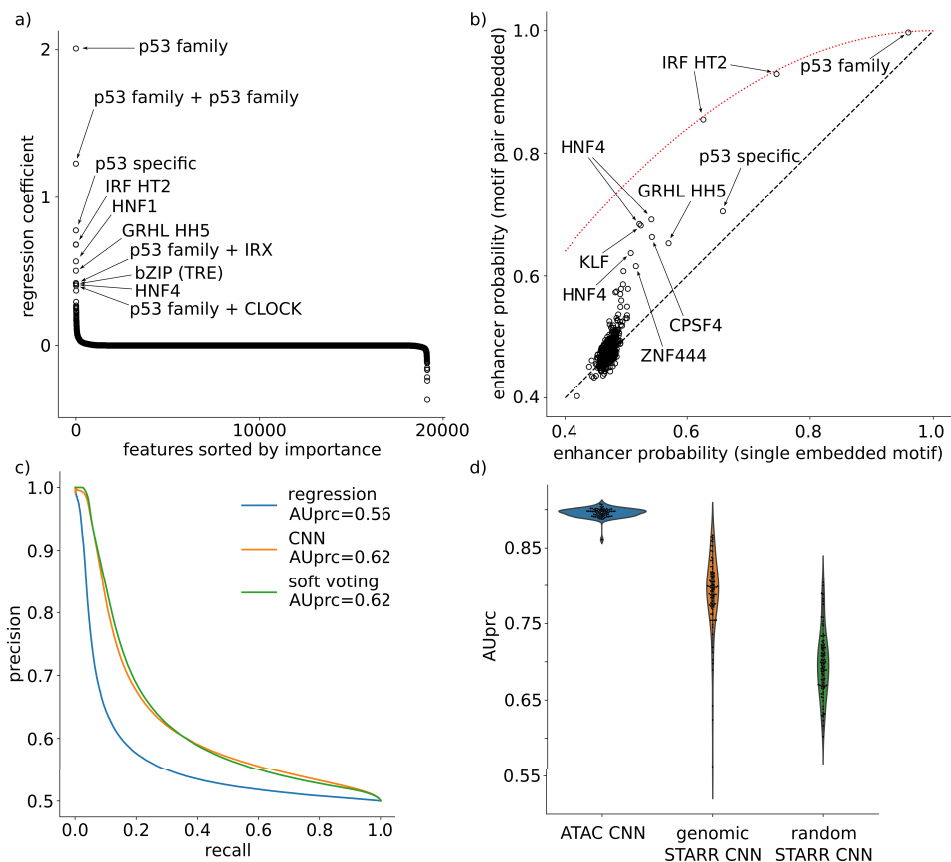 a)
2
1
0
regression coefficient
p53 family
p53 family + p53 family
p53 specific
IRF HT2
HNF1
GRHL HH5
p53 family + IRX
bZIP (TRE)
HNF4
p53 family + CLOCK
0
10000
20000
features sorted by importance
b)
1.0
0.8
0.6
0.4
enhancer probability (motif pair embedded)
IRF HT2
p53 family
HNF4
p53 specific
GRHL HH5
KLF
HNF4
CPSF4
ZNF444
0.4
0.6
0.8
1.0
enhancer probability (single embedded motif)
c)
1.0
0.9
0.8
0.7
0.6
0.5
precision
regression
AUprc=0.56
CNN
AUprc=0.62
soft voting
AUprc=0.62
0.0
0.2
0.4
0.6
0.8
1.0
recall
d)
0.85
0.75
0.65
0.55
AUprc
ATAC CNN
genomic
STARR CNN
random
STARR CNN